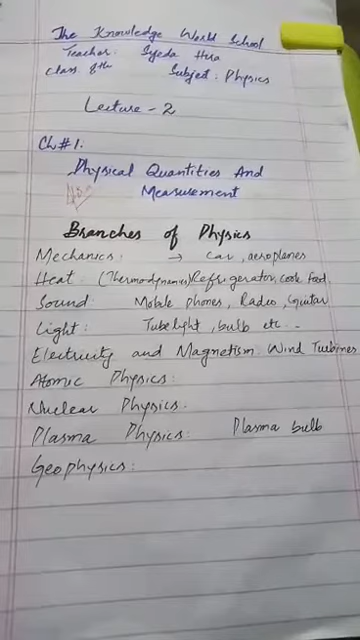 The Knowledge World School
Teacher: Syeda Hira
Class. 8th Subject: Physics
Lecture - 2
Ch#1.
Physical Quantities And
Measurement
Branches of Physics
Mechanics: → car, aeroplanes
Heat: (Thermodynamics) Refrigerator, cook food.
Sound: Mobile phones, Radio, Guitar
Light: Tubelight, bulb etc...
Electricity and Magnetism. Wind Turbines
Atomic Physics:
Nuclear Physics:
Plasma Physics: Plasma bulb
Geophysics: